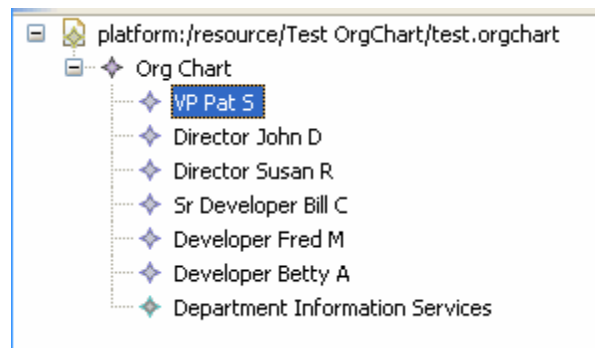 platform:/resource/Test OrgChart/test.orgchart
Org Chart
VP Pat S
Director John D
Director Susan R
Sr Developer Bill C
Developer Fred M
Developer Betty A
Department Information Services